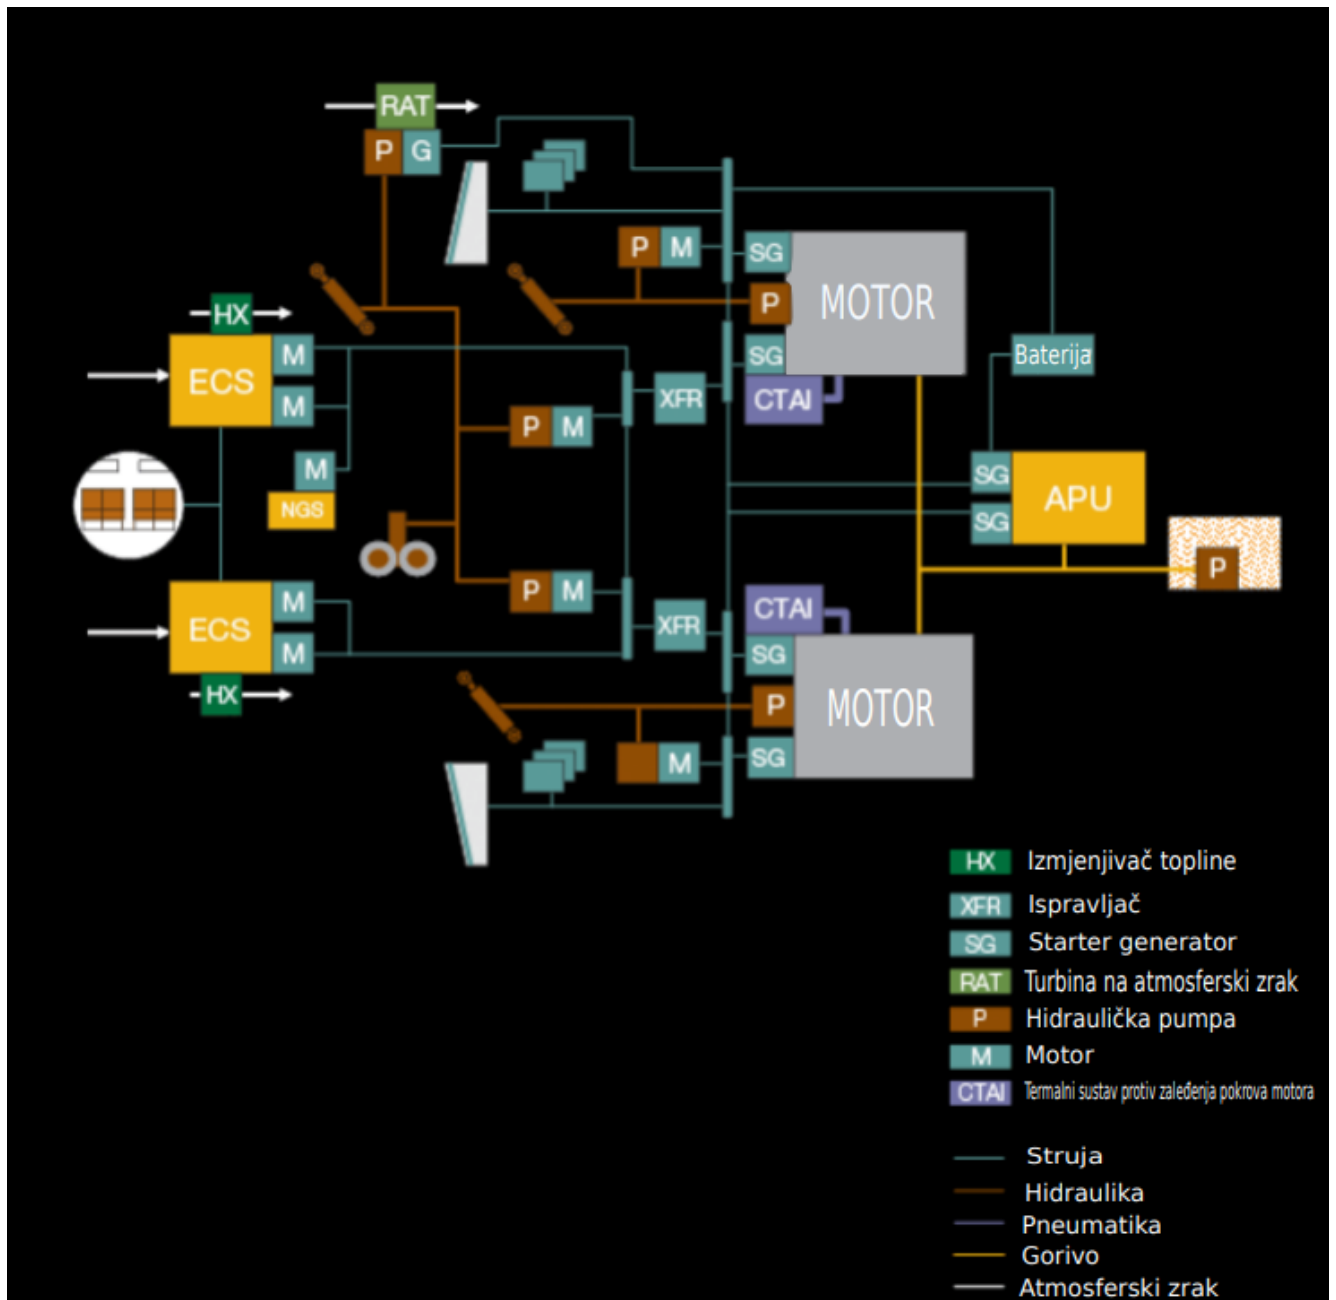 RAT
P G
P M
SG
P
MOTOR
SG
CTAI
HX
ECS
M
M
M
NGS
P M
XFR
Baterija
SG
SG
APU
P
ECS
M
M
HX
P M
XFR
CTAI
SG
P
MOTOR
M
SG
HX Izmjenjivač topline
XFR Ispravljač
SG Starter generator
RAT Turbina na atmosferski zrak
P Hidraulička pumpa
M Motor
CTAI Termalni sustav protiv zaleđenja pokrova motora
Struja
Hidraulika
Pneumatika
Gorivo
Atmosferski zrak